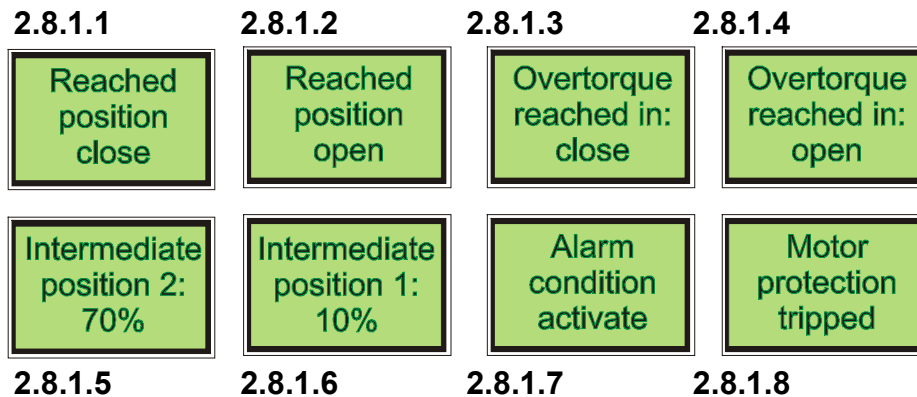 2.8.1.1 2.8.1.2 2.8.1.3 2.8.1.4
Reached
position
close
Reached
position
open
Overtorque
reached in:
close
Overtorque
reached in:
open
Intermediate
position 2:
70%
Intermediate
position 1:
10%
Alarm
condition
activate
Motor
protection
tripped
2.8.1.5 2.8.1.6 2.8.1.7 2.8.1.8